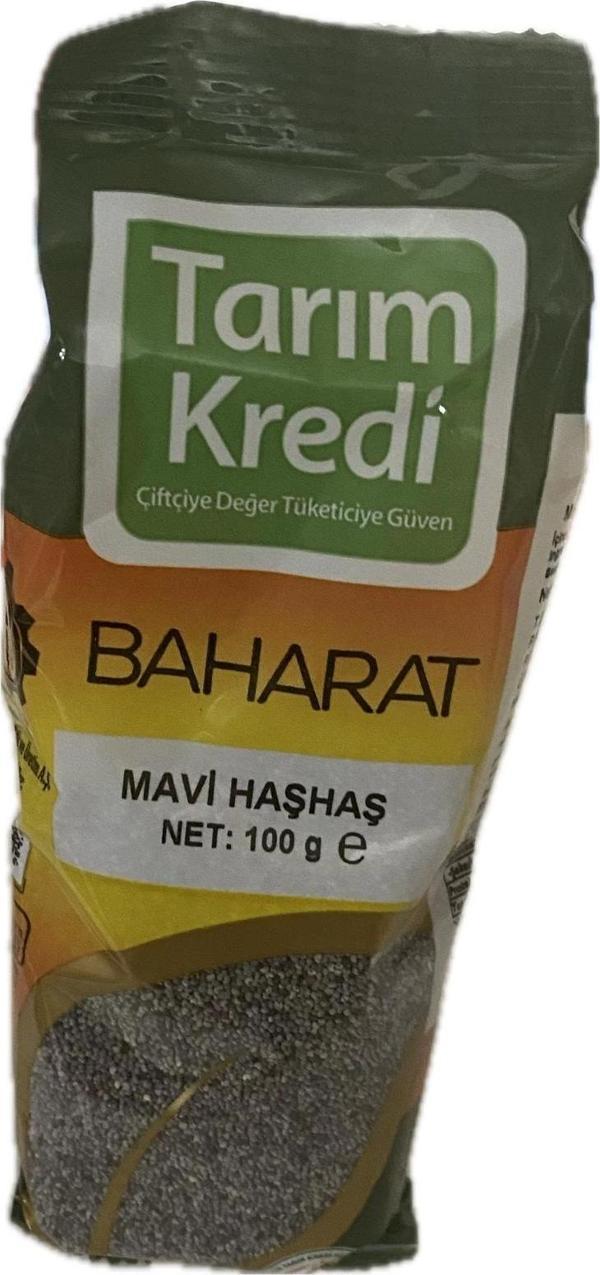 Tarım
Kredi
Çiftçiye Değer Tüketiciye Güven
BAHARAT
MAVİ HAŞHAŞ
NET: 100 g e